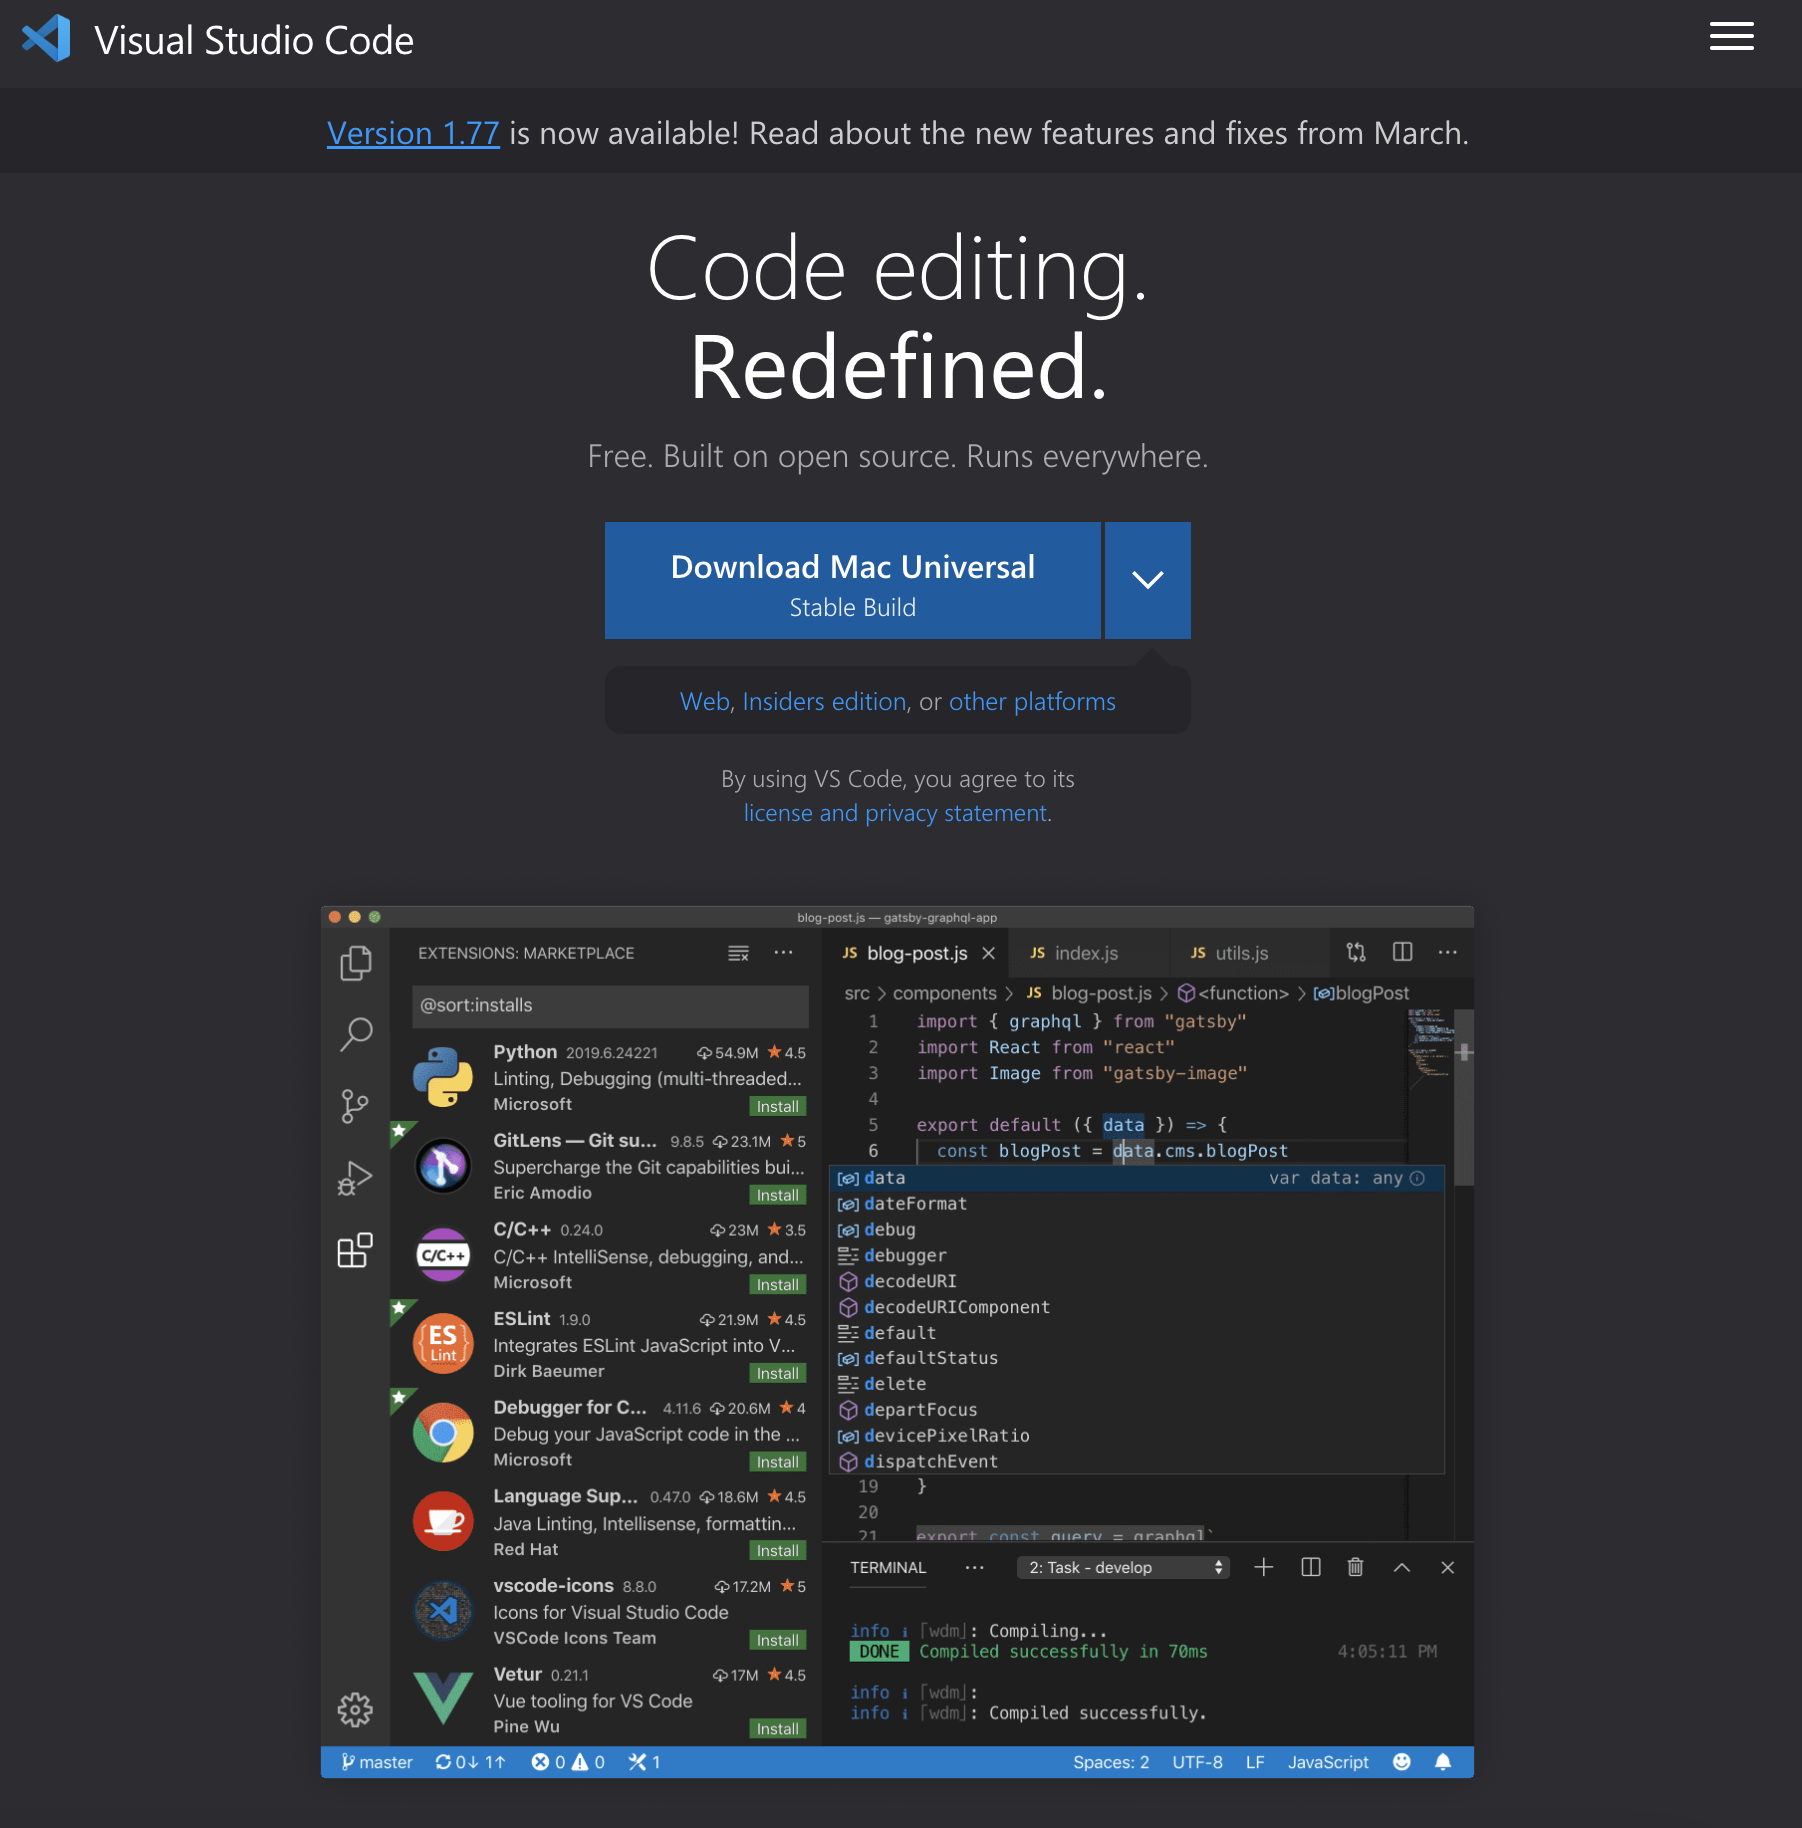 Visual Studio Code
Version 1.77 is now available! Read about the new features and fixes from March.
Code editing.
Redefined.
Free. Built on open source. Runs everywhere.
Download Mac Universal
Stable Build
Web, Insiders edition, or other platforms
By using VS Code, you agree to its
license and privacy statement.
blog-post.js — gatsby-graphql-app
EXTENSIONS: MARKETPLACE
@sort:installs
Python 2019.6.24221 54.9M 4.5
Linting, Debugging (multi-threaded...
Microsoft Install
GitLens — Git su... 9.8.5 23.1M 5
Supercharge the Git capabilities bui...
Eric Amodio Install
C/C++
C/C++ 0.24.0 23M 3.5
C/C++ IntelliSense, debugging, and...
Microsoft Install
ES
Lint
ESLint 1.9.0 21.9M 4.5
Integrates ESLint JavaScript into V...
Dirk Baeumer Install
Debugger for C... 4.11.6 20.6M 4
Debug your JavaScript code in the ...
Microsoft Install
Language Sup... 0.47.0 18.6M 4.5
Java Linting, Intellisense, formattin...
Red Hat Install
vscode-icons 8.8.0 17.2M 5
Icons for Visual Studio Code
VSCode Icons Team Install
Vetur 0.21.1 17M 4.5
Vue tooling for VS Code
Pine Wu Install
JS blog-post.js JS index.js JS utils.js
src > components > JS blog-post.js > <function> > blogPost
1 import { graphql } from "gatsby"
2 import React from "react"
3 import Image from "gatsby-image"
4
5 export default ({ data }) => {
6 const blogPost = data.cms.blogPost
data var data: any
dateFormat
debug
debugger
decodeURI
decodeURIComponent
default
defaultStatus
delete
departFocus
devicePixelRatio
dispatchEvent
19 }
20
21 export const query = graphql`
TERMINAL ... 2: Task - develop
info i ｢wdm｣: Compiling...
DONE Compiled successfully in 70ms 4:05:11 PM
info i ｢wdm｣:
info i ｢wdm｣: Compiled successfully.
master 0↓ 1↑ 0 0 1 Spaces: 2 UTF-8 LF JavaScript